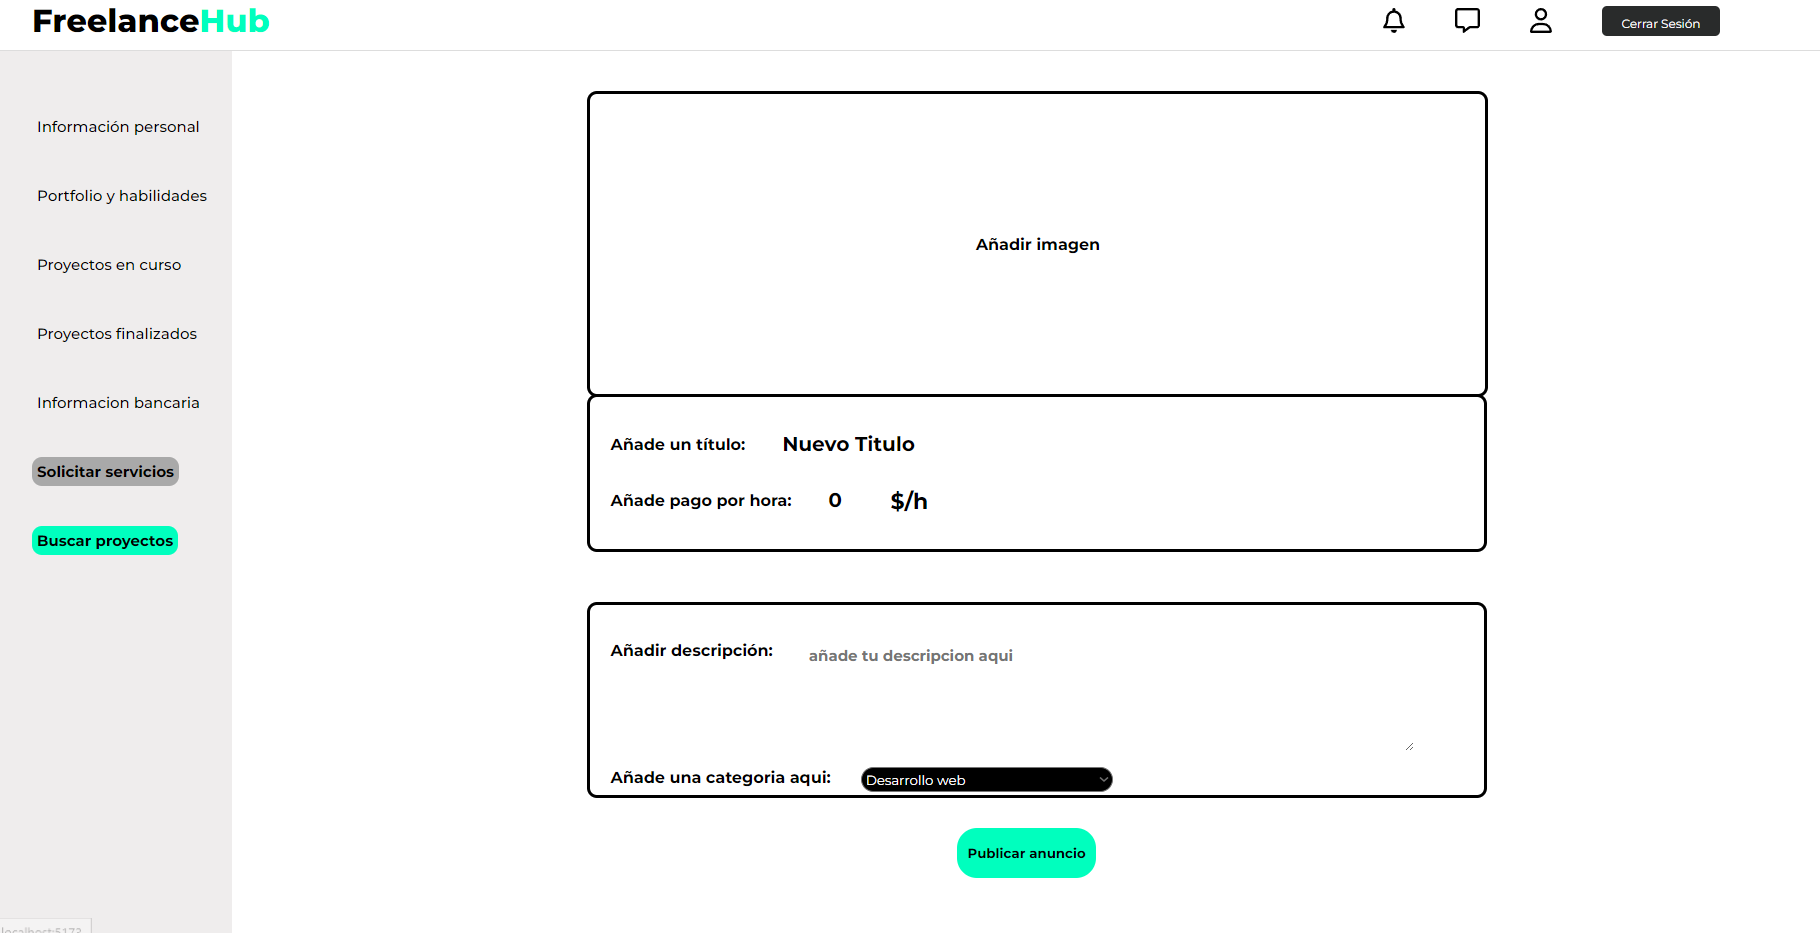 FreelanceHub
Cerrar Sesión
Información personal
Portfolio y habilidades
Proyectos en curso
Proyectos finalizados
Informacion bancaria
Solicitar servicios
Buscar proyectos
Añadir imagen
Añade un título: Nuevo Titulo
Añade pago por hora: 0 $/h
Añadir descripción: añade tu descripcion aqui
Añade una categoria aqui: Desarrollo web
Publicar anuncio
localhost:5173